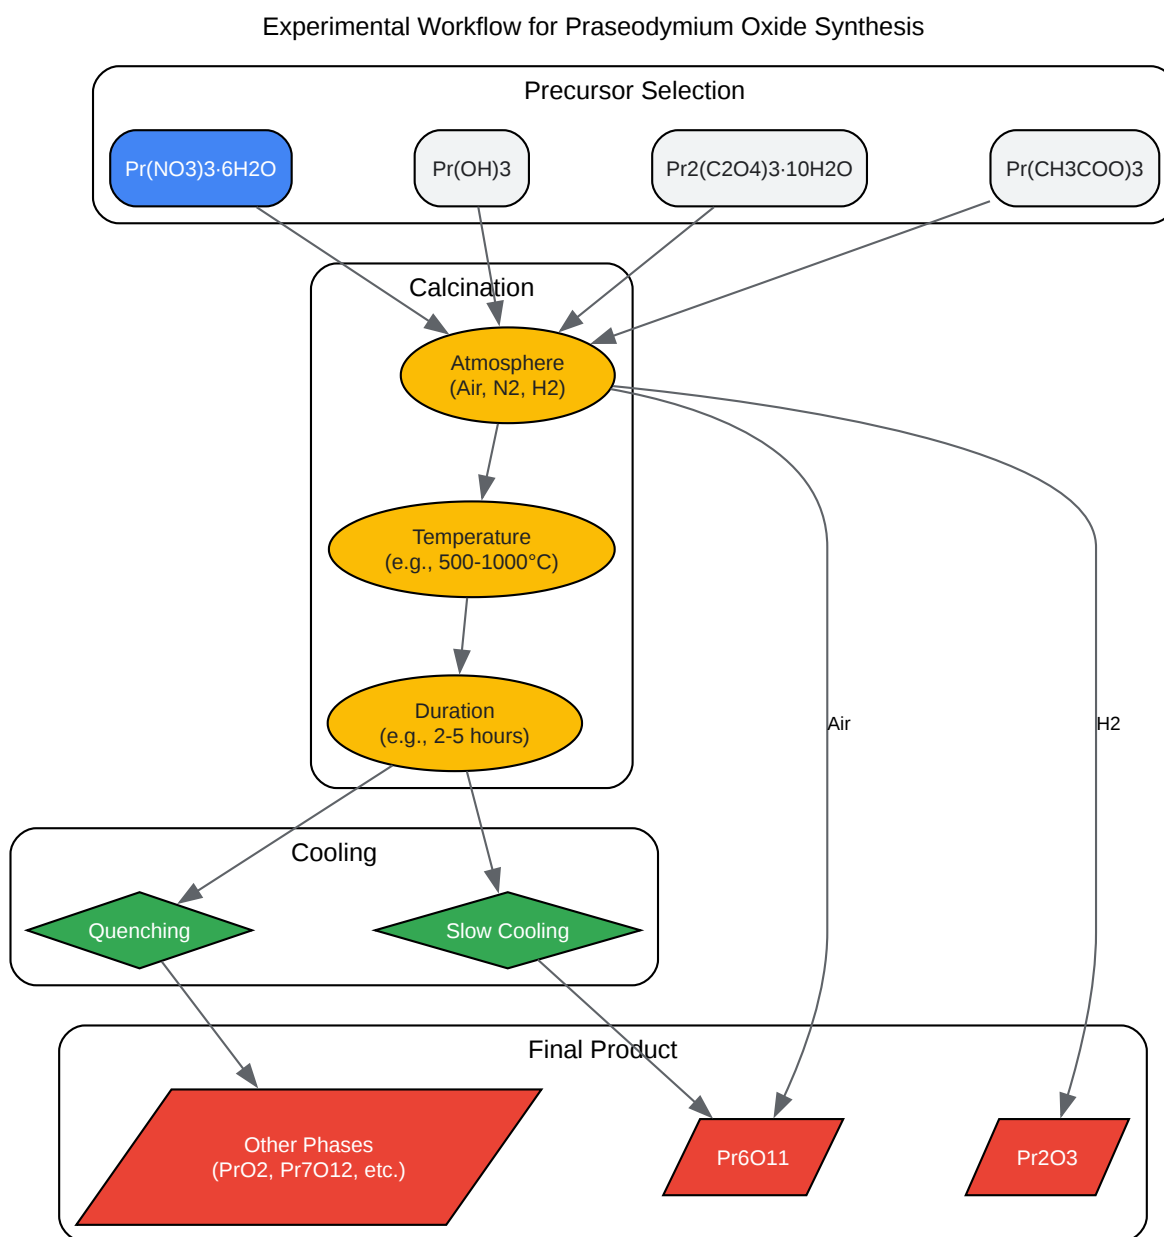 Experimental Workflow for Praseodymium Oxide Synthesis
Precursor Selection
Pr(NO3)3·6H2O
Pr(OH)3
Pr2(C2O4)3·10H2O
Pr(CH3COO)3
Calcination
Atmosphere
(Air, N2, H2)
Temperature
(e.g., 500-1000°C)
Duration
(e.g., 2-5 hours)
Air
H2
Cooling
Quenching
Slow Cooling
Final Product
Other Phases
(PrO2, Pr7O12, etc.)
Pr6O11
Pr2O3